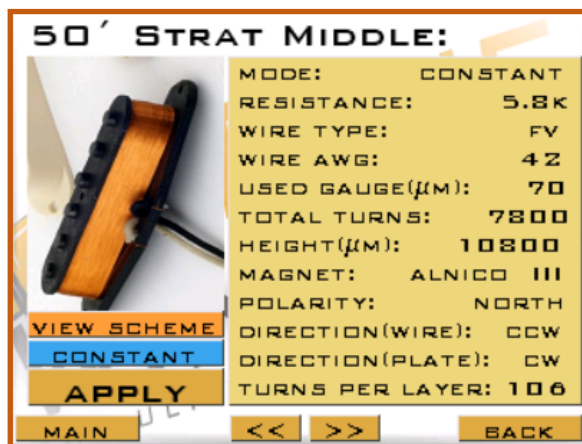 50´ STRAT MIDDLE:
MODE: CONSTANT
RESISTANCE: 5.8K
WIRE TYPE: FV
WIRE AWG: 42
USED GAUGE(µM): 70
TOTAL TURNS: 7800
HEIGHT(µM): 10800
MAGNET: ALNICO III
POLARITY: NORTH
DIRECTION(WIRE): CCW
DIRECTION(PLATE): CW
TURNS PER LAYER: 106
VIEW SCHEME
CONSTANT
APPLY
MAIN
<<
>>
BACK